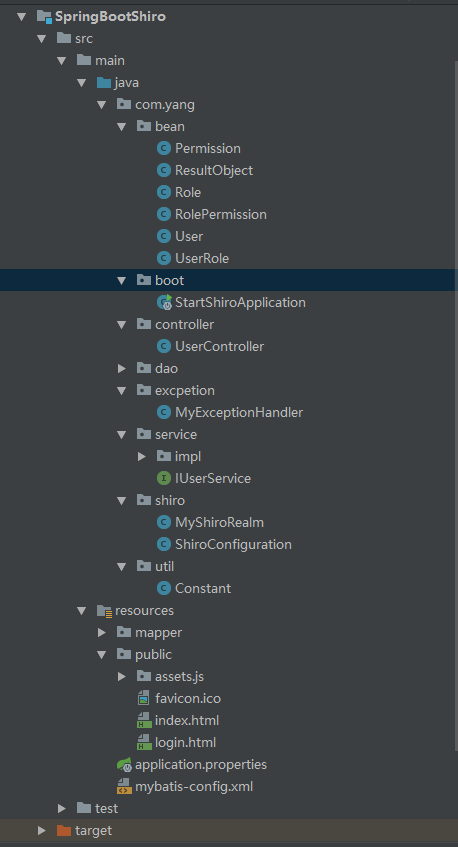 SpringBootShiro
src
main
java
com.yang
bean
Permission
ResultObject
Role
RolePermission
User
UserRole
boot
StartShiroApplication
controller
UserController
dao
excpetion
MyExceptionHandler
service
impl
IUserService
shiro
MyShiroRealm
ShiroConfiguration
util
Constant
resources
mapper
public
assets.js
favicon.ico
index.html
login.html
application.properties
mybatis-config.xml
test
target